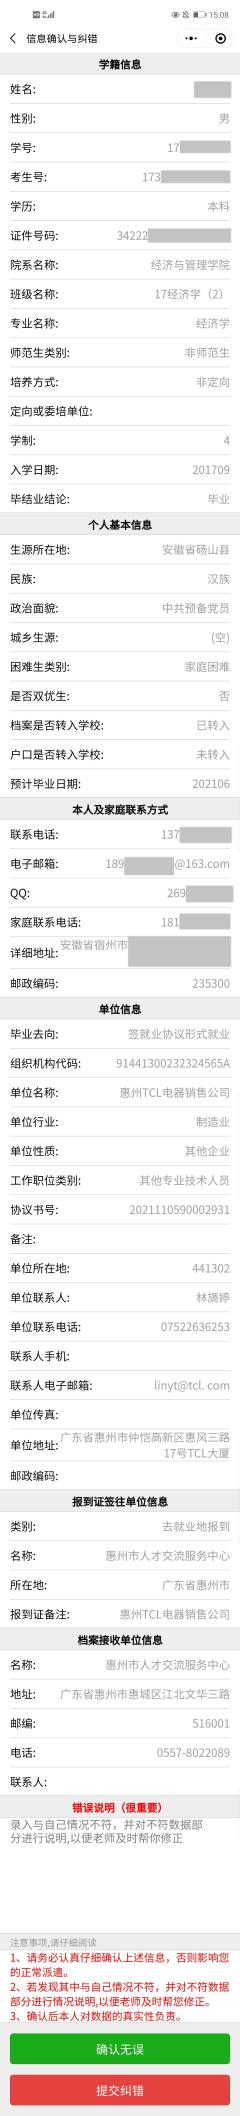 15:08
信息确认与纠错
学籍信息
姓名:
性别: 男
学号: 17
考生号: 173
学历: 本科
证件号码: 34222
院系名称: 经济与管理学院
班级名称: 17经济学（2）
专业名称: 经济学
师范生类别: 非师范生
培养方式: 非定向
定向或委培单位:
学制: 4
入学日期: 201709
毕结业结论: 毕业
个人基本信息
生源所在地: 安徽省砀山县
民族: 汉族
政治面貌: 中共预备党员
城乡生源: (空)
困难生类别: 家庭困难
是否双优生: 否
档案是否转入学校: 已转入
户口是否转入学校: 未转入
预计毕业日期: 202106
本人及家庭联系方式
联系电话: 137
电子邮箱: 189 @163.com
QQ: 269
家庭联系电话: 181
详细地址: 安徽省宿州市
邮政编码: 235300
单位信息
毕业去向: 签就业协议形式就业
组织机构代码: 91441300232324565A
单位名称: 惠州TCL电器销售公司
单位行业: 制造业
单位性质: 其他企业
工作职位类别: 其他专业技术人员
协议书号: 2021110590002931
备注:
单位所在地: 441302
单位联系人: 林旖婷
单位联系电话: 07522636253
联系人手机:
联系人电子邮箱: linyt@tcl. com
单位传真:
单位地址: 广东省惠州市仲恺高新区惠风三路
17号TCL大厦
邮政编码:
报到证签往单位信息
类别: 去就业地报到
名称: 惠州市人才交流服务中心
所在地: 广东省惠州市
报到证备注: 惠州TCL电器销售公司
档案接收单位信息
名称: 惠州市人才交流服务中心
地址: 广东省惠州市惠城区江北文华三路
邮编: 516001
电话: 0557-8022089
联系人:
错误说明（很重要）
录入与自己情况不符，并对不符数据部
分进行说明,以便老师及时帮你修正
注意事项,请仔细阅读
1、请务必认真仔细确认上述信息，否则影响您
的正常派遣。
2、若发现其中与自己情况不符，并对不符数据
部分进行情况说明,以便老师及时帮您修正。
3、确认后本人对数据的真实性负责。
确认无误
提交纠错